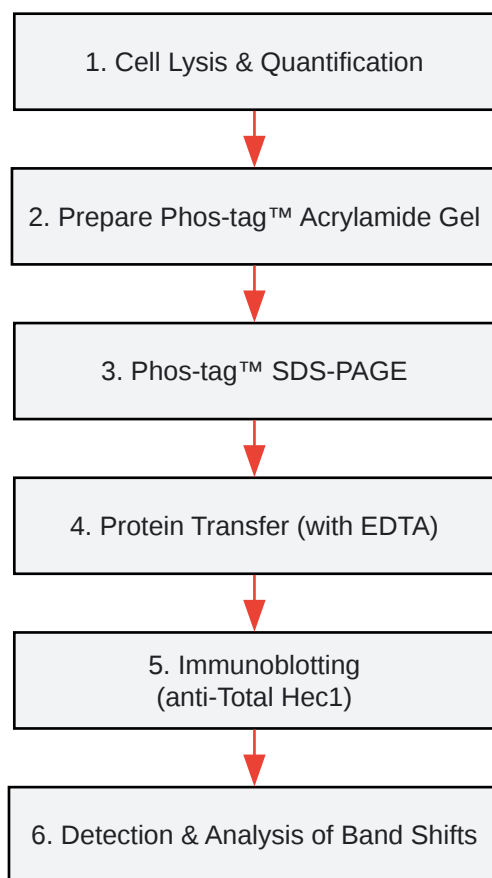 1. Cell Lysis & Quantification
2. Prepare Phos-tag™ Acrylamide Gel
3. Phos-tag™ SDS-PAGE
4. Protein Transfer (with EDTA)
5. Immunoblotting
(anti-Total Hec1)
6. Detection & Analysis of Band Shifts